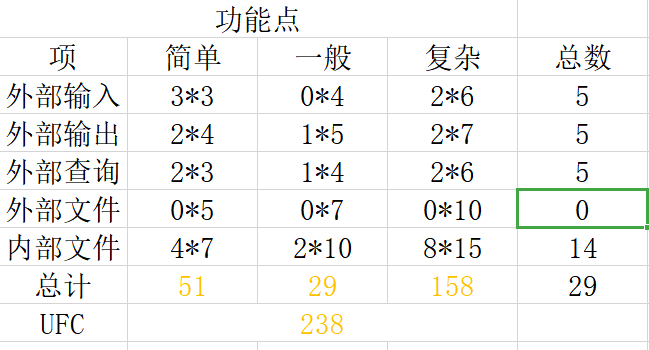 功能点
项 简单 一般 复杂 总数
外部输入 3*3 0*4 2*6 5
外部输出 2*4 1*5 2*7 5
外部查询 2*3 1*4 2*6 5
外部文件 0*5 0*7 0*10 0
内部文件 4*7 2*10 8*15 14
总计 51 29 158 29
UFC 238